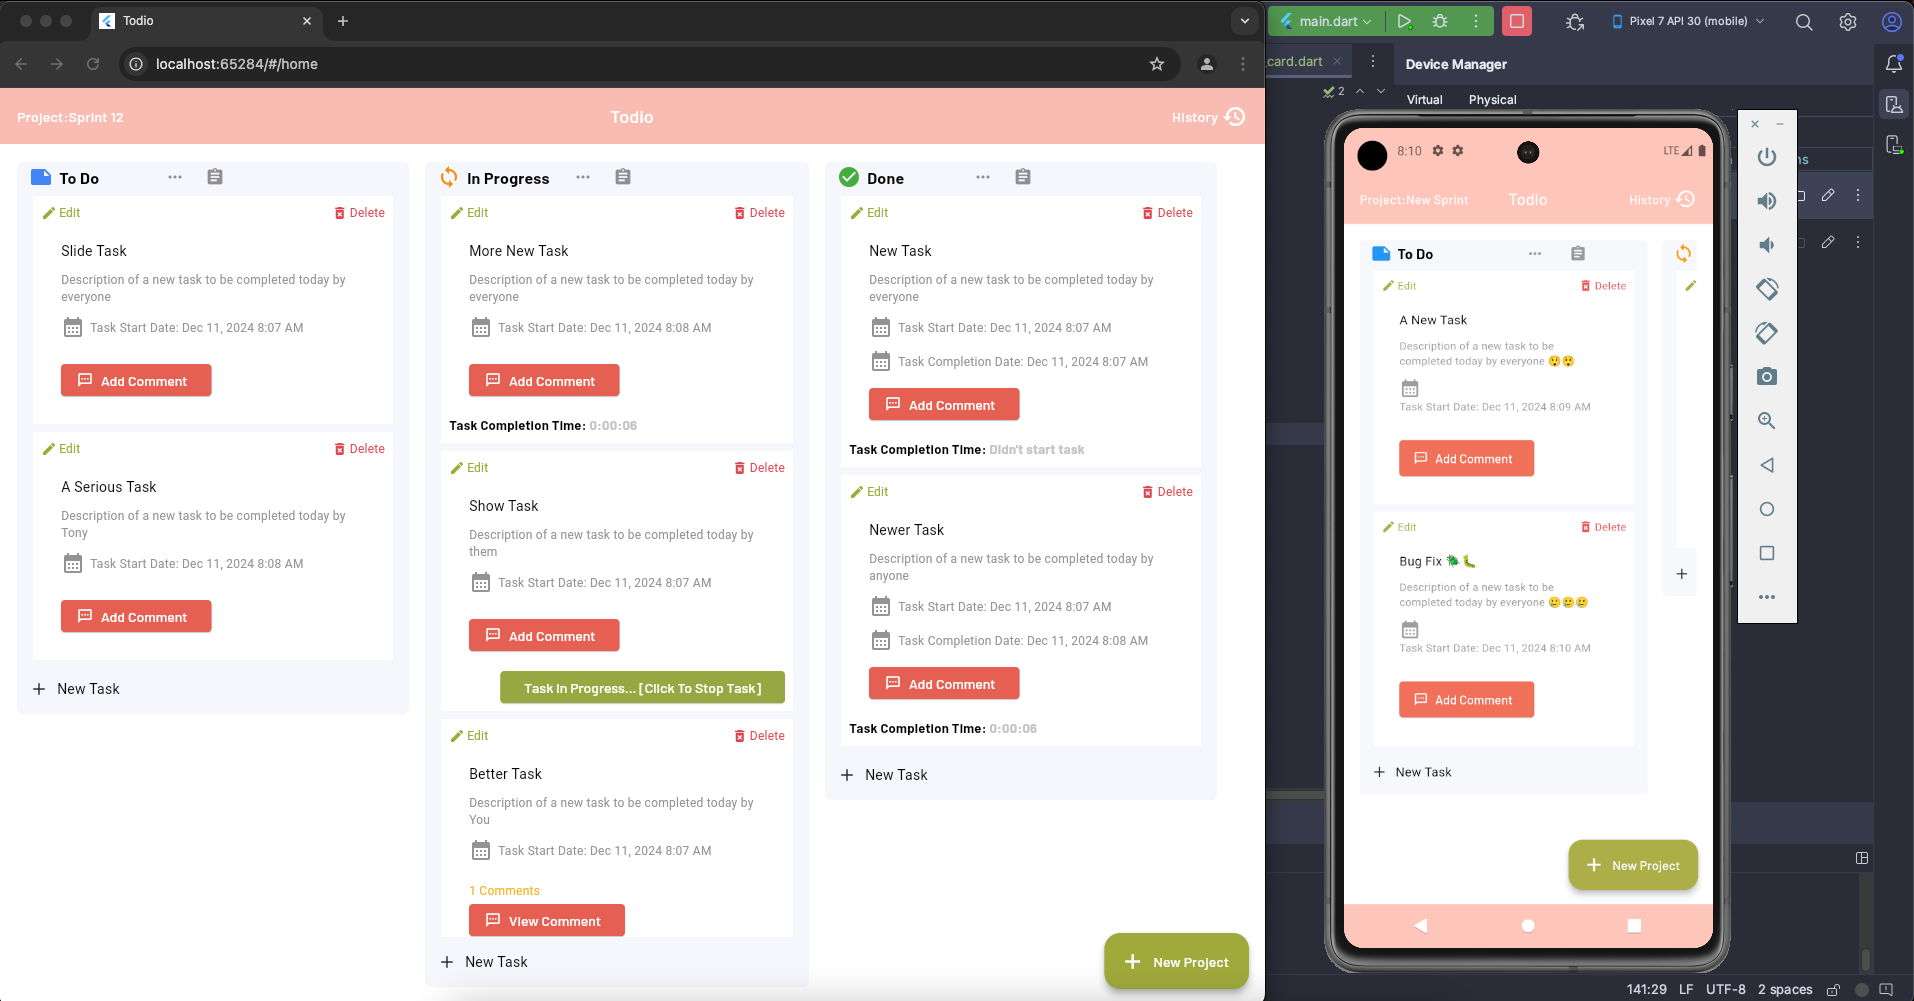 Todio
localhost:65284/#/home
Project:Sprint 12
Todio
History
To Do
Edit
Delete
Slide Task
Description of a new task to be completed today by
everyone
Task Start Date: Dec 11, 2024 8:07 AM
Add Comment
Edit
Delete
A Serious Task
Description of a new task to be completed today by
Tony
Task Start Date: Dec 11, 2024 8:08 AM
Add Comment
New Task
In Progress
Edit
Delete
More New Task
Description of a new task to be completed today by
everyone
Task Start Date: Dec 11, 2024 8:08 AM
Add Comment
Task Completion Time: 0:00:06
Edit
Delete
Show Task
Description of a new task to be completed today by
them
Task Start Date: Dec 11, 2024 8:07 AM
Add Comment
Task In Progress... [Click To Stop Task]
Edit
Delete
Better Task
Description of a new task to be completed today by
You
Task Start Date: Dec 11, 2024 8:07 AM
1 Comments
View Comment
New Task
Done
Edit
Delete
New Task
Description of a new task to be completed today by
everyone
Task Start Date: Dec 11, 2024 8:07 AM
Task Completion Date: Dec 11, 2024 8:07 AM
Add Comment
Task Completion Time: Didn't start task
Edit
Delete
Newer Task
Description of a new task to be completed today by
anyone
Task Start Date: Dec 11, 2024 8:07 AM
Task Completion Date: Dec 11, 2024 8:08 AM
Add Comment
Task Completion Time: 0:00:06
New Task
New Project
main.dart
Pixel 7 API 30 (mobile)
_card.dart
Device Manager
2
Virtual
Physical
8:10
LTE
Project:New Sprint
Todio
History
To Do
Edit
Delete
A New Task
Description of a new task to be
completed today by everyone 😲😲
Task Start Date: Dec 11, 2024 8:09 AM
Add Comment
Edit
Delete
Bug Fix 🪲🐛
Description of a new task to be
completed today by everyone 🥲🥲🥲
Task Start Date: Dec 11, 2024 8:10 AM
Add Comment
New Task
New Project
ns
141:29 LF UTF-8 2 spaces